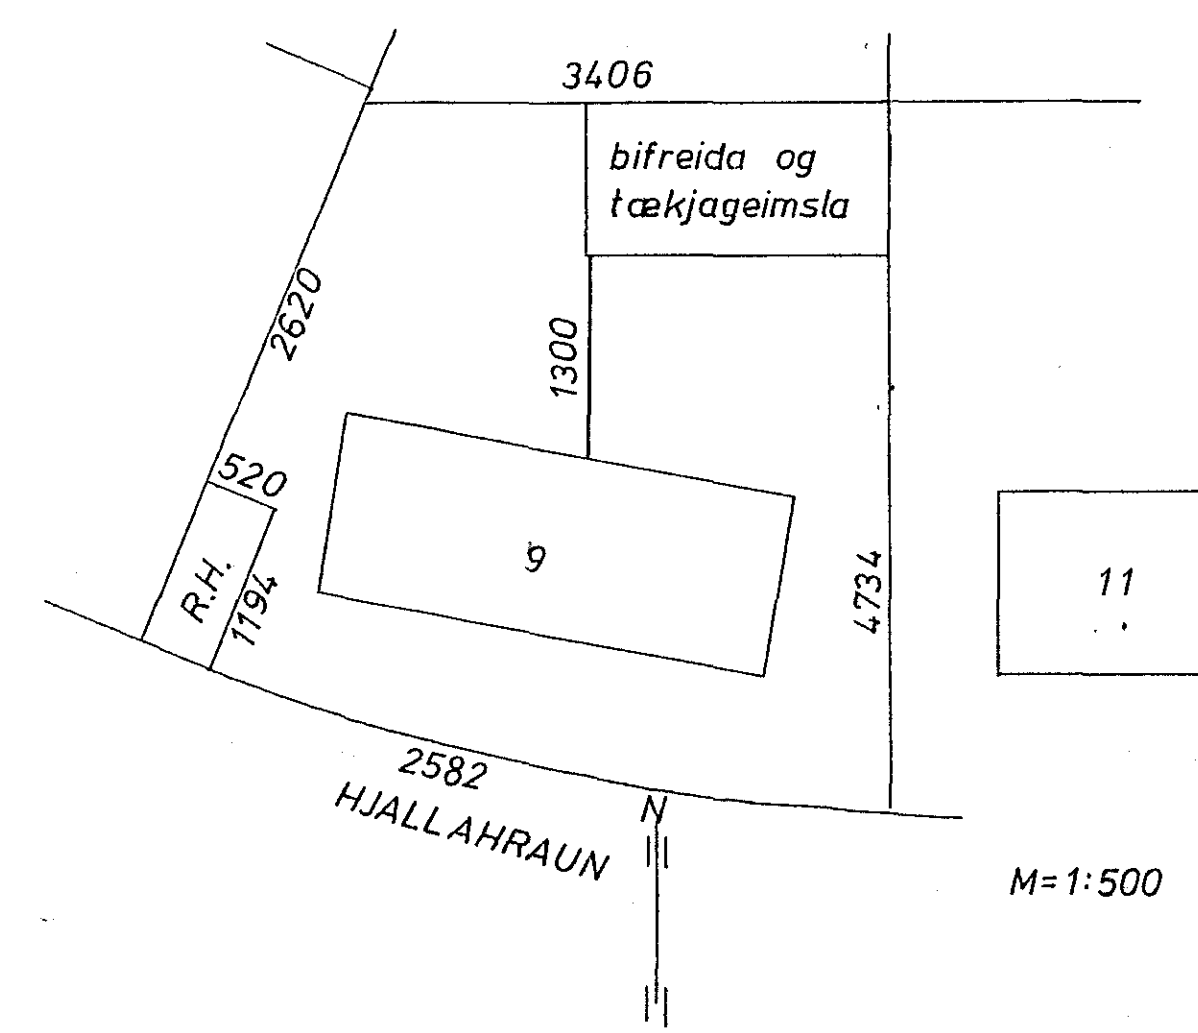 3406
bifreida og
tækjageimsla
2620
1300
520
R.H.
1194
9
4734
11
2582
HJALLAHRAUN
N
M=1:500